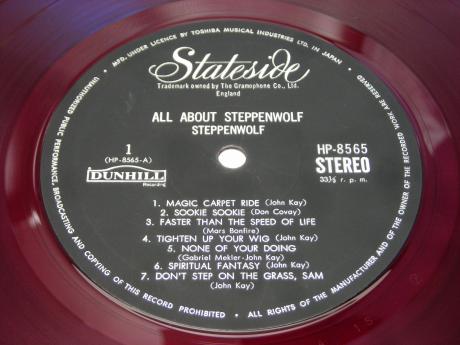 • MFD. UNDER LICENCE BY TOSHIBA MUSICAL INDUSTRIES LTD. IN JAPAN •
Stateside
Trademark owned by The Gramophone Co., Ltd.
England
ALL ABOUT STEPPENWOLF
STEPPENWOLF
1
(HP-8565-A)
DUNHILL
Recording
HP-8565
STEREO
33⅓ r. p. m.
1. MAGIC CARPET RIDE (John Kay)
2. SOOKIE SOOKIE (Don Covay)
3. FASTER THAN THE SPEED OF LIFE
(Mars Bonfire)
4. TIGHTEN UP YOUR WIG (John Kay)
5. NONE OF YOUR DOING
(Gabriel Mekler-John Kay)
6. SPIRITUAL FANTASY (John Kay)
7. DON'T STEP ON THE GRASS, SAM
(John Kay)
UNAUTHORIZED PUBLIC PERFORMANCE, BROADCASTING AND COPYING OF THIS RECORD PROHIBITED • ALL RIGHTS OF THE MANUFACTURER AND OF THE OWNER OF THE RECORDED WORK ARE RESERVED